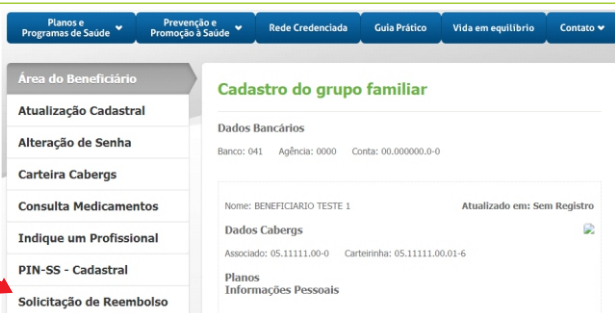 Planos e
Programas de Saúde
Prevenção e
Promoção à Saúde
Rede Credenciada
Guia Prático
Vida em equilíbrio
Contato
Área do Beneficiário
Atualização Cadastral
Alteração de Senha
Carteira Cabergs
Consulta Medicamentos
Indique um Profissional
PIN-SS - Cadastral
Solicitação de Reembolso
Cadastro do grupo familiar
Dados Bancários
Banco: 041 Agência: 0000 Conta: 00.000000.0-0
Nome: BENEFICIARIO TESTE 1 Atualizado em: Sem Registro
Dados Cabergs
Associado: 05.11111.00-0 Carteirinha: 05.11111.00.01-6
Planos
Informações Pessoais